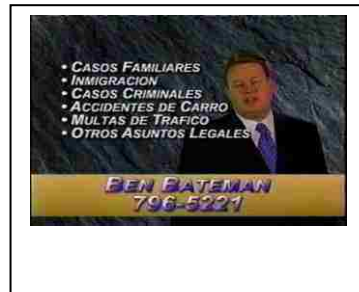 • CASOS FAMILIARES
• INMIGRACION
• CASOS CRIMINALES
• ACCIDENTES DE CARRO
• MULTAS DE TRAFICO
• OTROS ASUNTOS LEGALES
BEN BATEMAN
796-5221